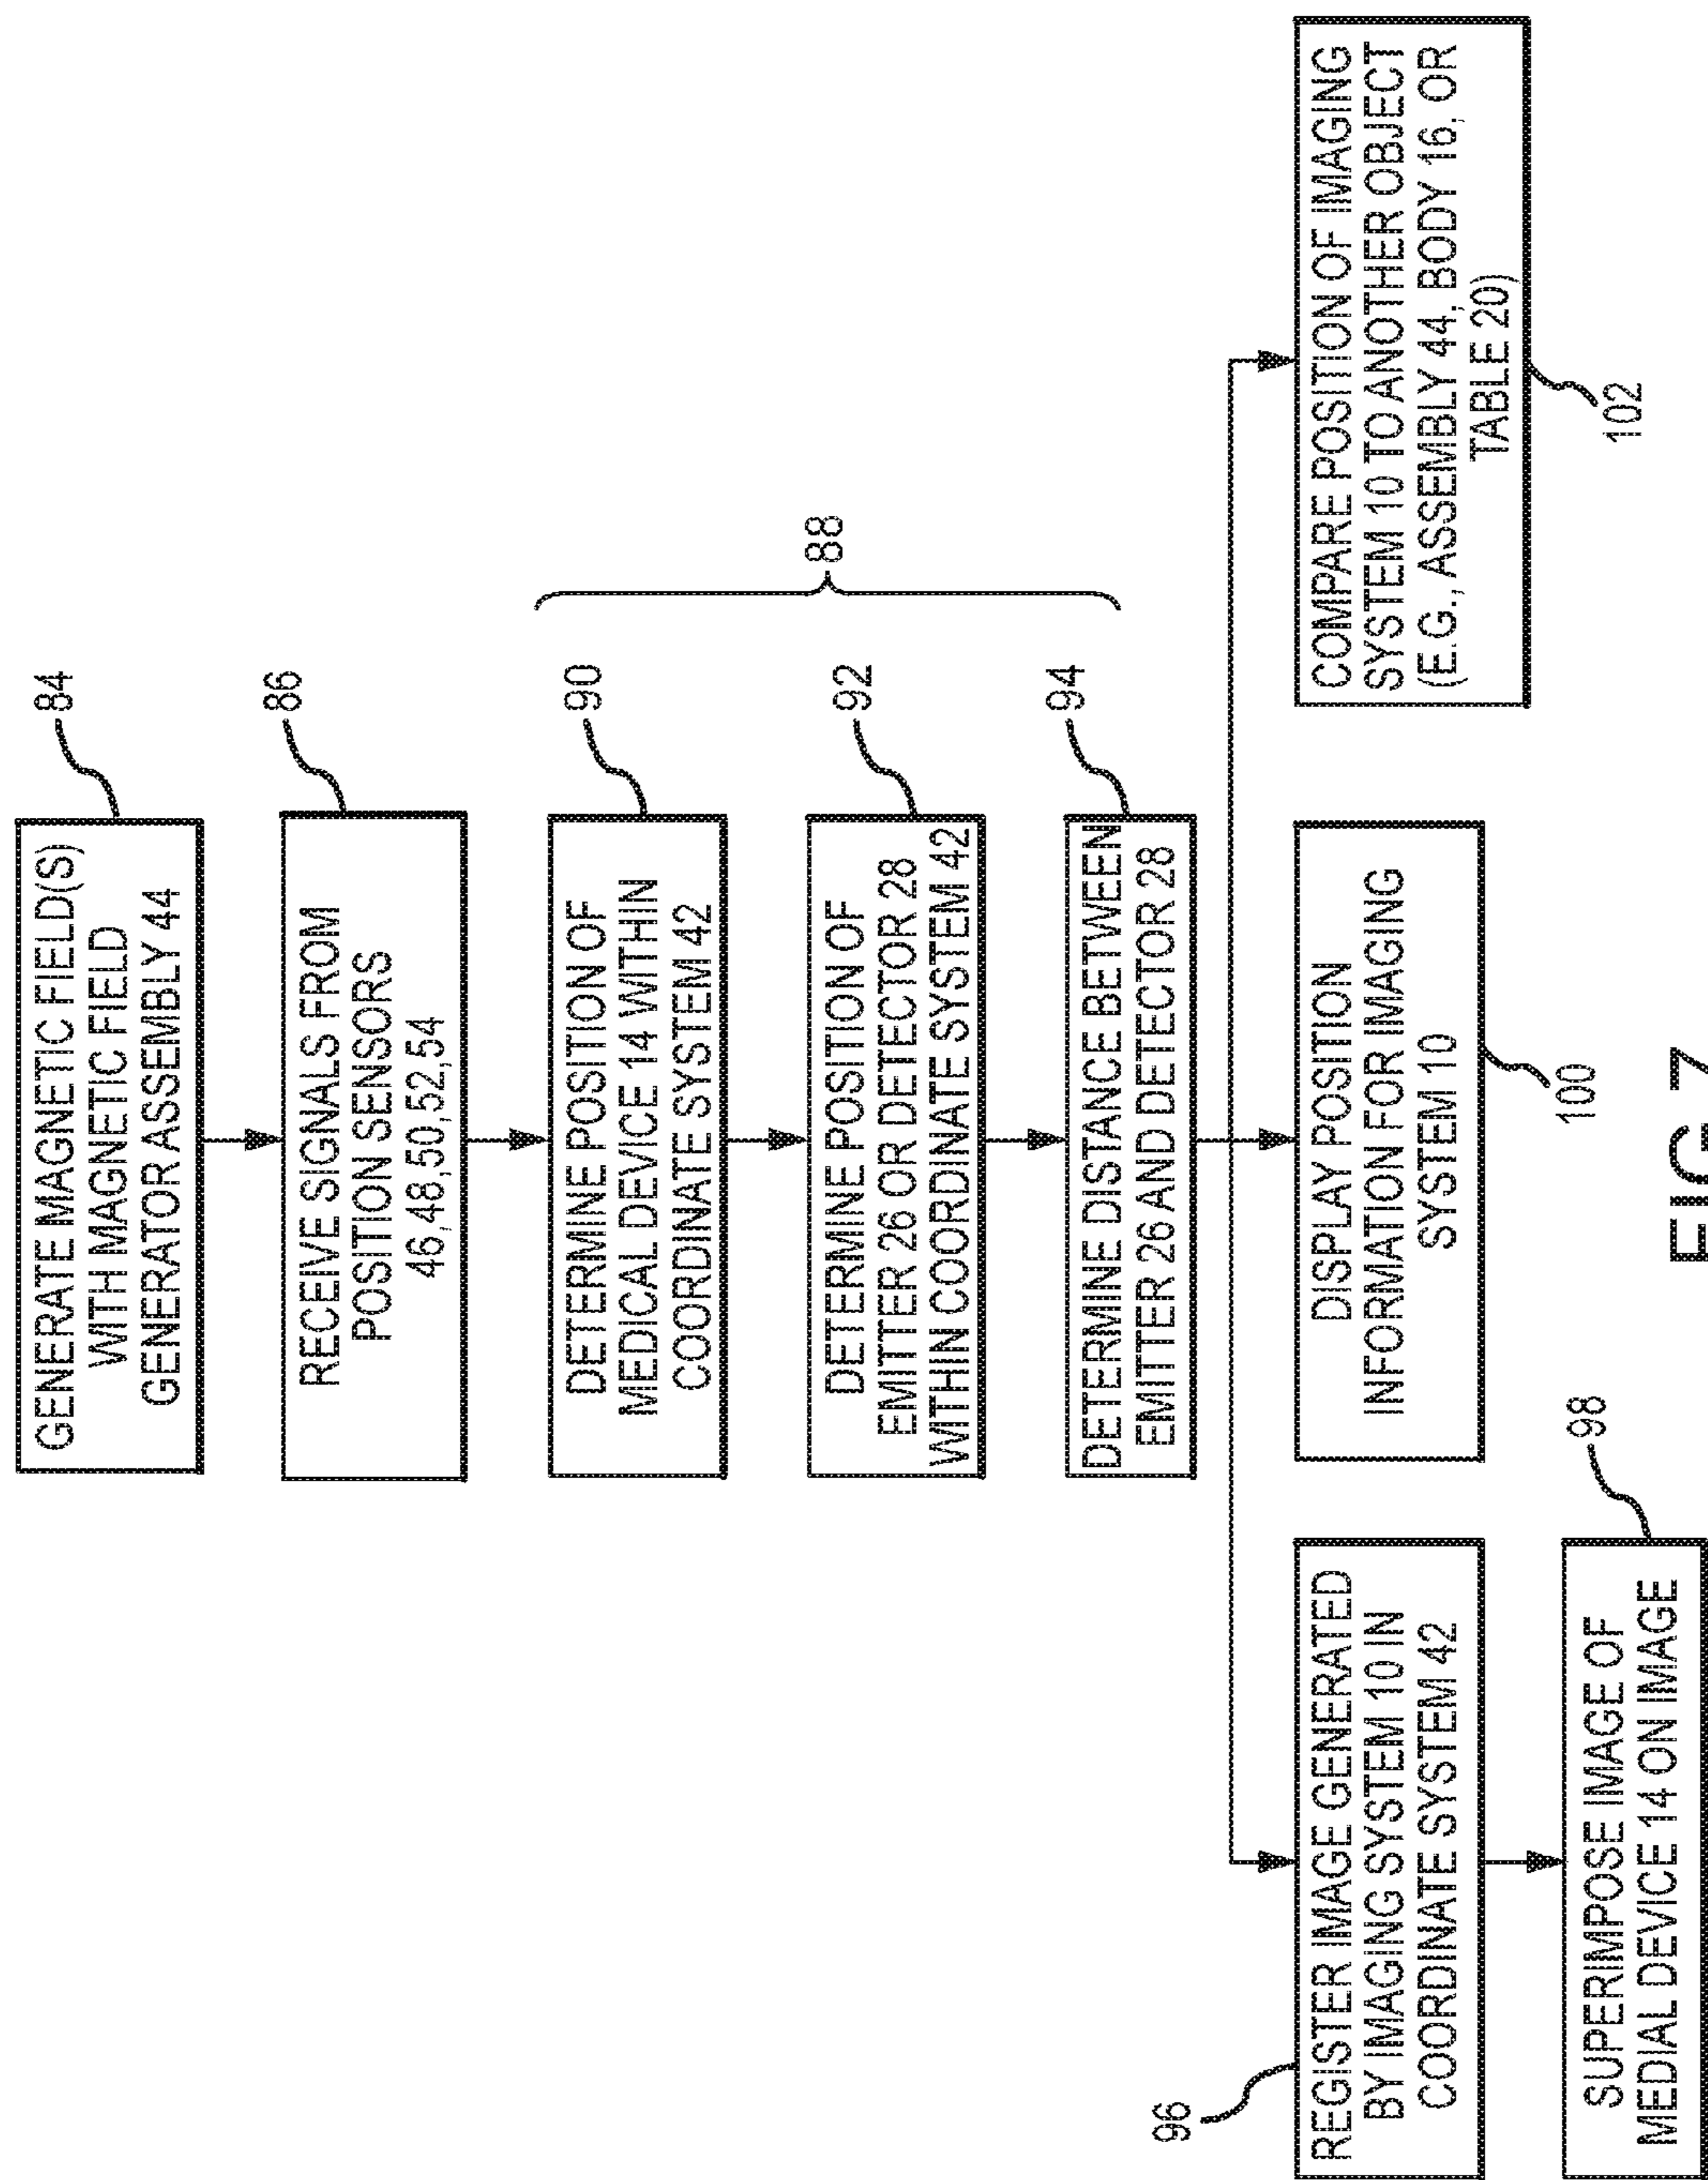 GENERATE MAGNETIC FIELD(S)
WITH MAGNETIC FIELD
GENERATOR ASSEMBLY 44
84
RECEIVE SIGNALS FROM
POSITION SENSORS
46,48,50,52,54
86
DETERMINE POSITION OF
MEDICAL DEVICE 14 WITHIN
COORDINATE SYSTEM 42
90
88
DETERMINE POSITION OF
EMITTER 26 OR DETECTOR 28
WITHIN COORDINATE SYSTEM 42
92
DETERMINE DISTANCE BETWEEN
EMITTER 26 AND DETECTOR 28
94
96
REGISTER IMAGE GENERATED
BY IMAGING SYSTEM 10 IN
COORDINATE SYSTEM 42
SUPERIMPOSE IMAGE OF
MEDIAL DEVICE 14 ON IMAGE
98
DISPLAY POSITION
INFORMATION FOR IMAGING
SYSTEM 10
100
COMPARE POSITION OF IMAGING
SYSTEM 10 TO ANOTHER OBJECT
(E.G., ASSEMBLY 44, BODY 16, OR
TABLE 20)
102
FIG.7